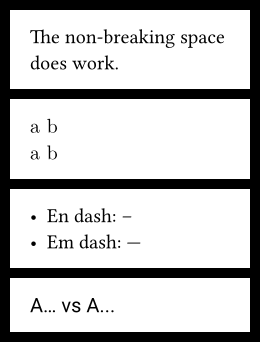 The non-breaking space
does work.
a b
a b
• En dash: –
• Em dash: —
A… vs A...